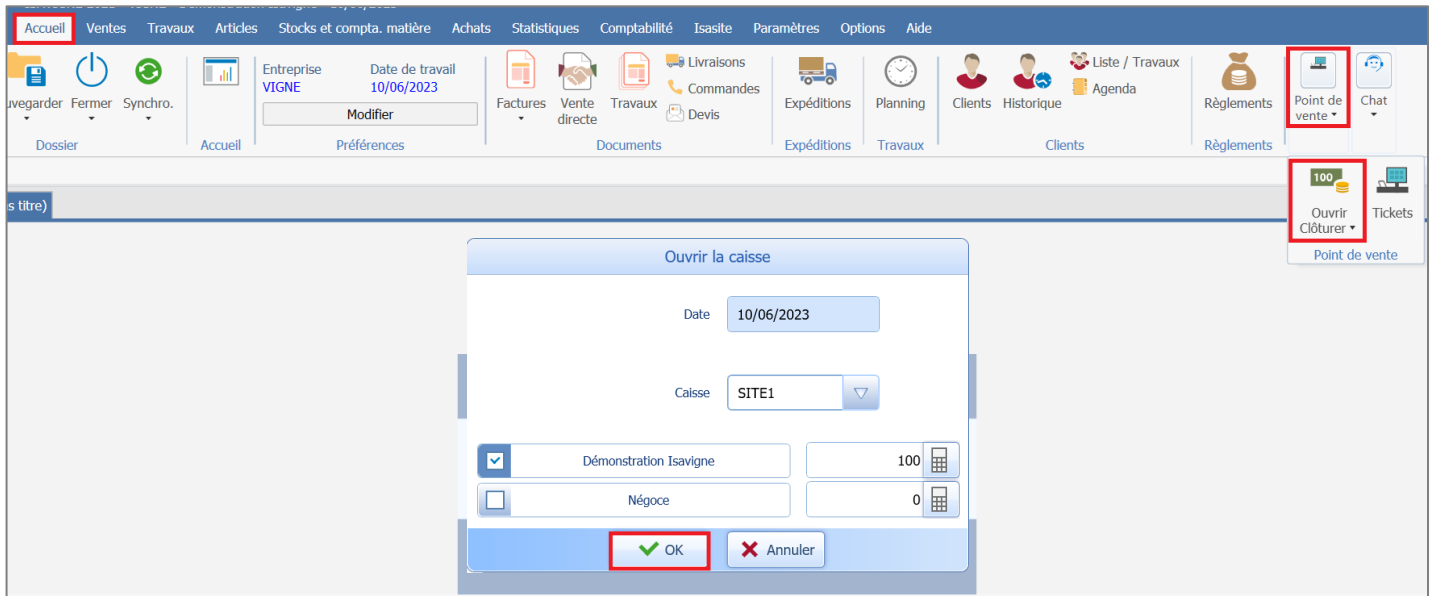 Accueil Ventes Travaux Articles Stocks et compta. matière Achats Statistiques Comptabilité Isasite Paramètres Options Aide
Entreprise Date de travail
VIGNE 10/06/2023
Modifier
Fermer Synchro.
Factures Vente directe Travaux
Livraisons
Commandes
Devis
Expéditions
Planning
Clients Historique
Liste / Travaux
Agenda
Règlements
Point de vente
Chat
Dossier Accueil Préférences Documents Expéditions Travaux Clients Règlements
100
Ouvrir Tickets
Clôturer
Point de vente
titre)
Ouvrir la caisse
Date 10/06/2023
Caisse SITE1
Démonstration Isavigne 100
Négoce 0
OK Annuler